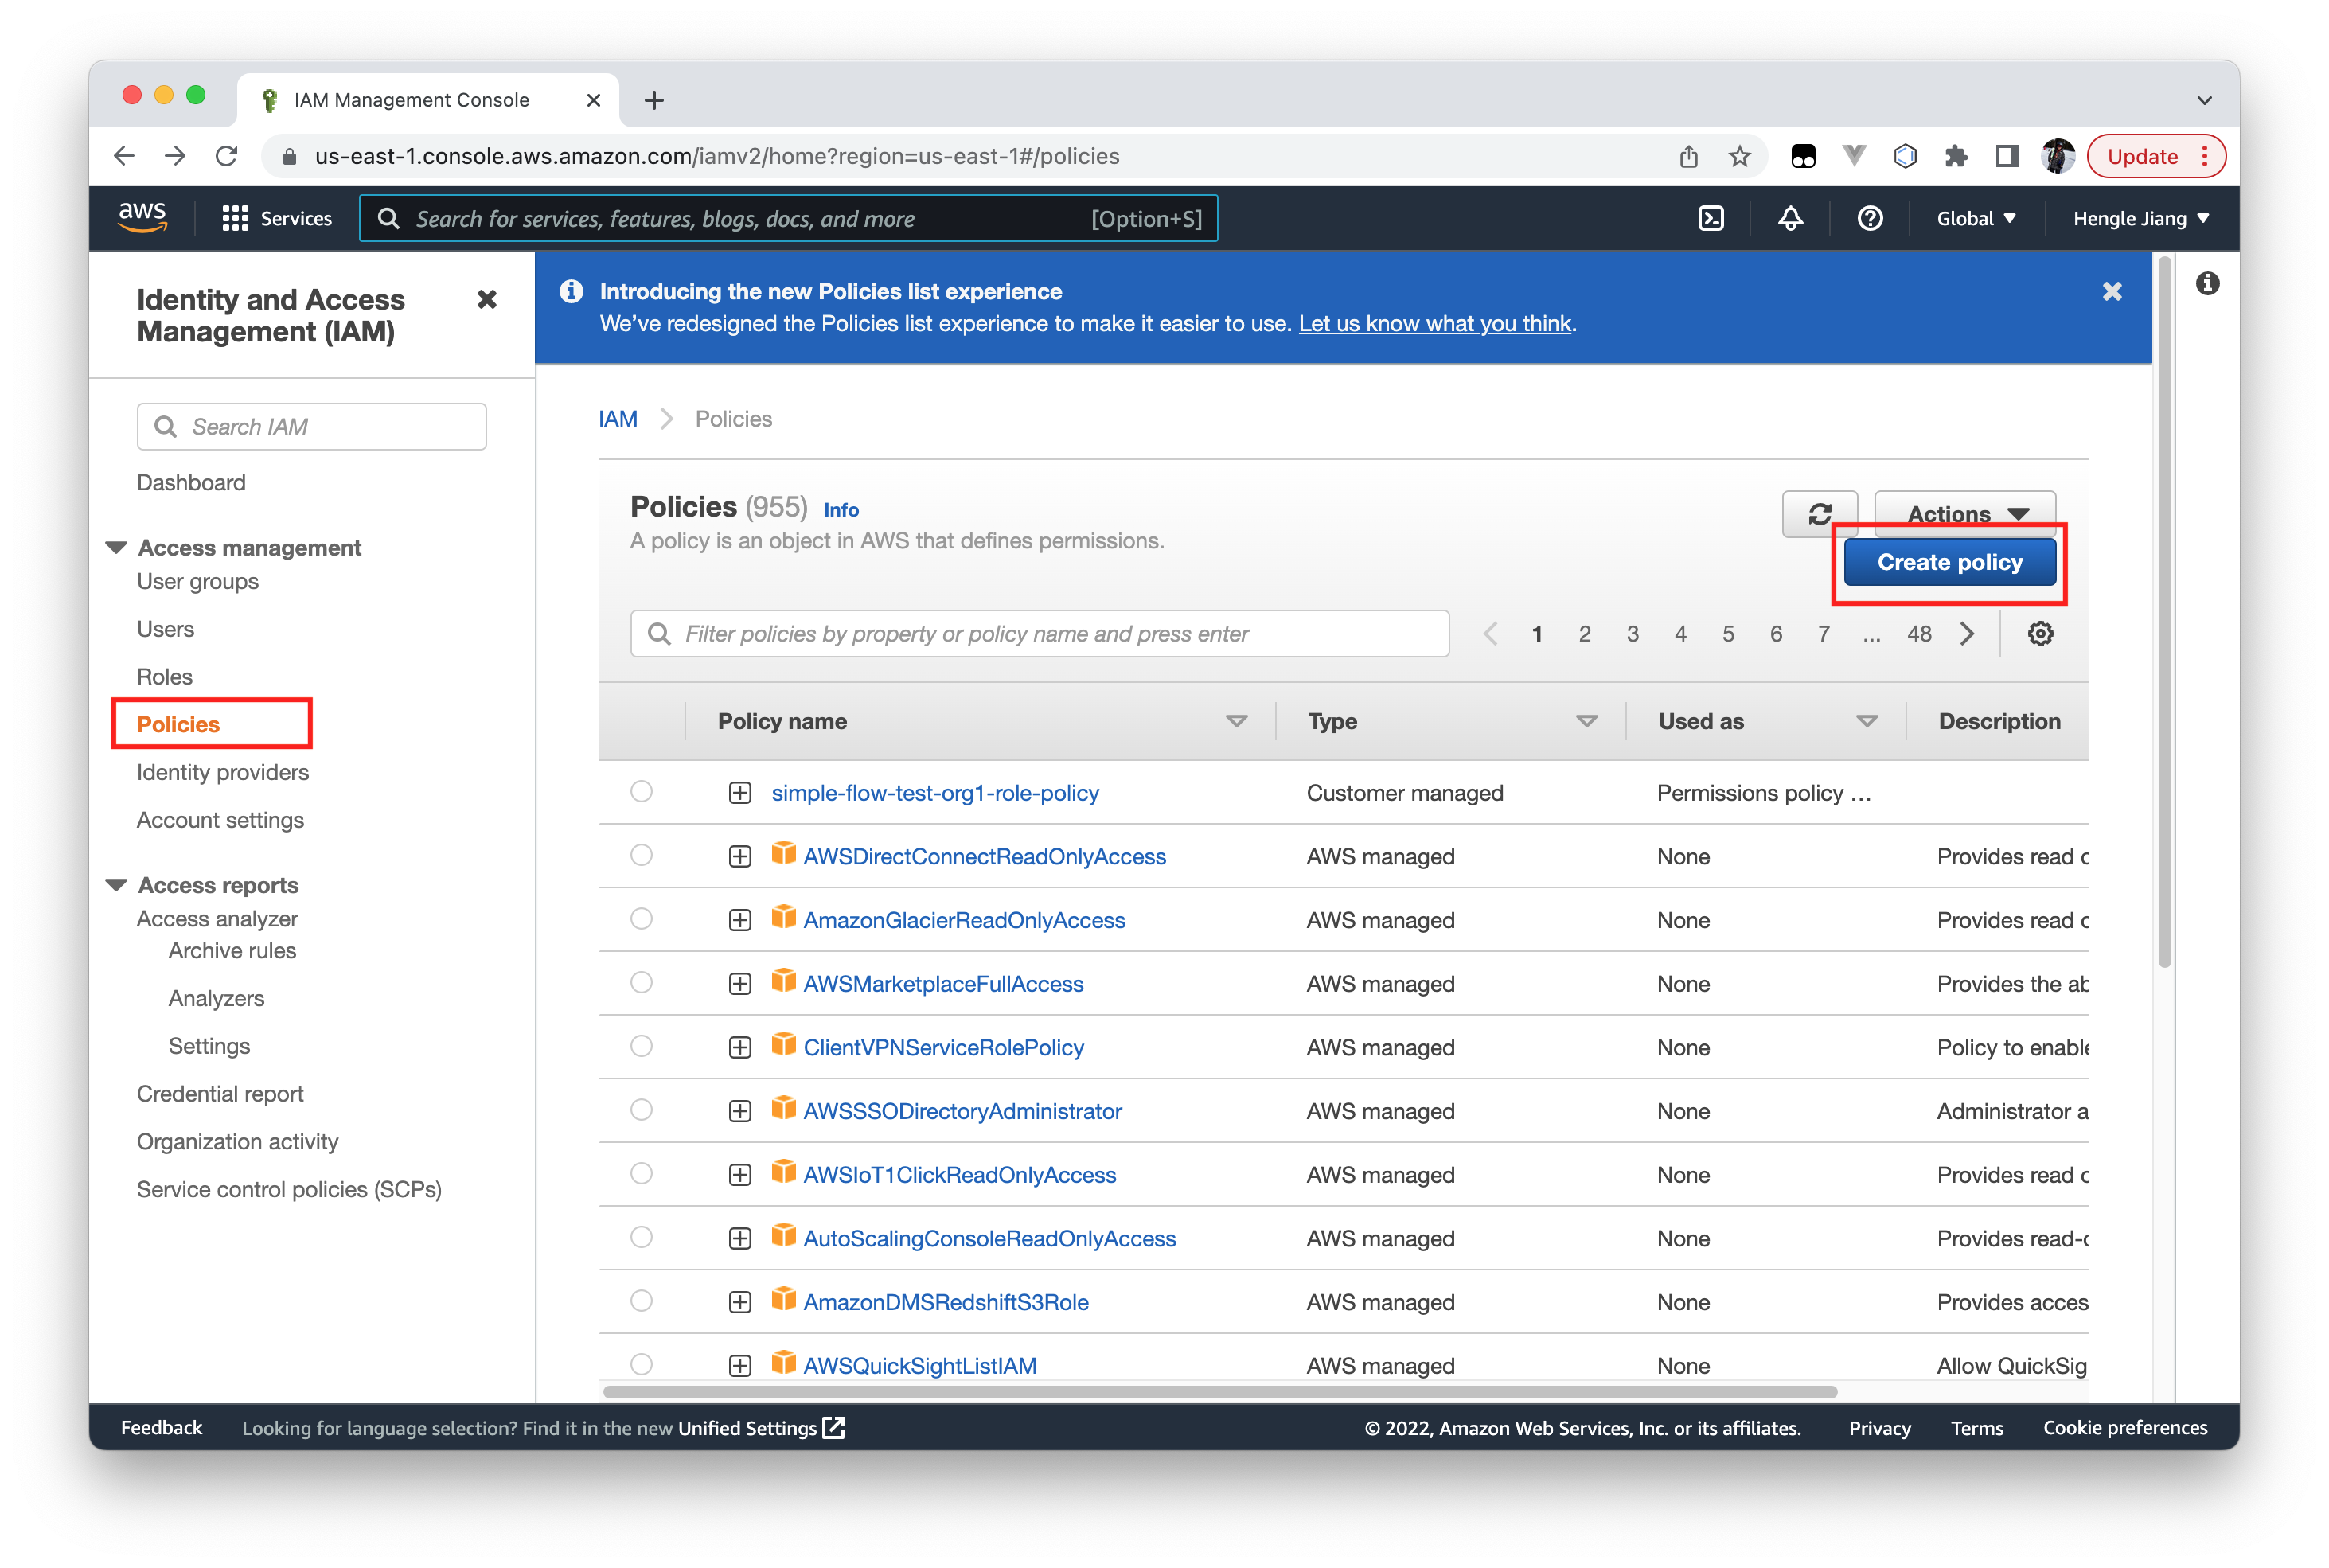 IAM Management Console
us-east-1.console.aws.amazon.com/iamv2/home?region=us-east-1#/policies
Update
aws
Services
Search for services, features, blogs, docs, and more
[Option+S]
Global
Hengle Jiang
Identity and Access
Management (IAM)
Search IAM
Dashboard
Access management
User groups
Users
Roles
Policies
Identity providers
Account settings
Access reports
Access analyzer
Archive rules
Analyzers
Settings
Credential report
Organization activity
Service control policies (SCPs)
Introducing the new Policies list experience
We've redesigned the Policies list experience to make it easier to use. Let us know what you think.
IAM > Policies
Policies (955) Info
A policy is an object in AWS that defines permissions.
Actions
Create policy
Filter policies by property or policy name and press enter
1 2 3 4 5 6 7 ... 48
Policy name Type Used as Description
simple-flow-test-org1-role-policy Customer managed Permissions policy ...
AWSDirectConnectReadOnlyAccess AWS managed None Provides read o
AmazonGlacierReadOnlyAccess AWS managed None Provides read o
AWSMarketplaceFullAccess AWS managed None Provides the ab
ClientVPNServiceRolePolicy AWS managed None Policy to enable
AWSSSODirectoryAdministrator AWS managed None Administrator a
AWSIoT1ClickReadOnlyAccess AWS managed None Provides read o
AutoScalingConsoleReadOnlyAccess AWS managed None Provides read-o
AmazonDMSRedshiftS3Role AWS managed None Provides acces
AWSQuickSightListIAM AWS managed None Allow QuickSig
Feedback
Looking for language selection? Find it in the new Unified Settings
© 2022, Amazon Web Services, Inc. or its affiliates.
Privacy
Terms
Cookie preferences